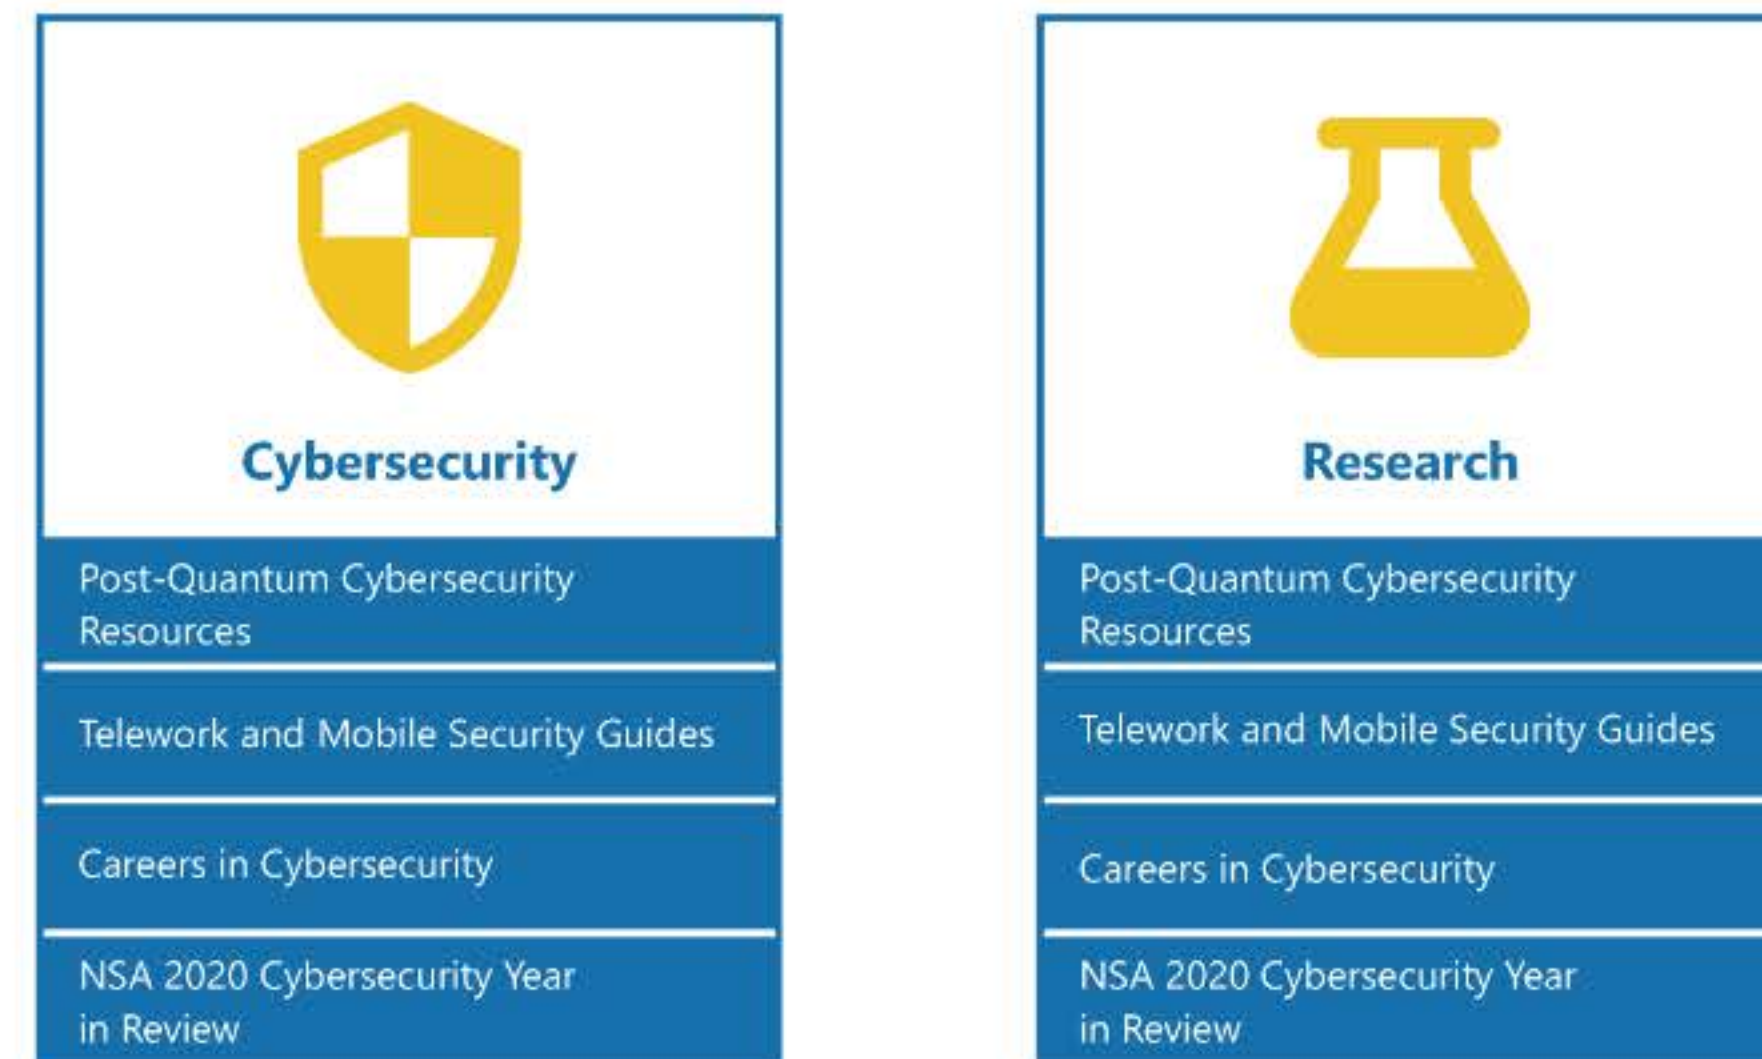 Cybersecurity
Post-Quantum Cybersecurity
Resources
Telework and Mobile Security Guides
Careers in Cybersecurity
NSA 2020 Cybersecurity Year
in Review
Research
Post-Quantum Cybersecurity
Resources
Telework and Mobile Security Guides
Careers in Cybersecurity
NSA 2020 Cybersecurity Year
in Review